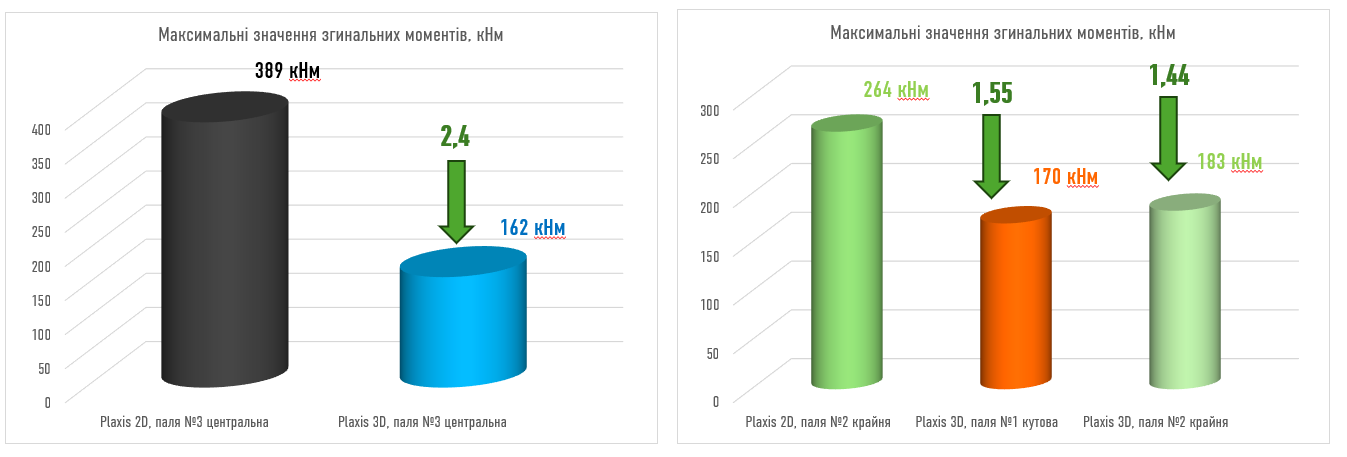 Максимальні значення згинальних моментів, кНм
389 кНм
2,4
162 кНм
400
350
300
250
200
150
100
50
0
Plaxis 2D, паля №3 центральна
Plaxis 3D, паля №3 центральна
Максимальні значення згинальних моментів, кНм
264 кНм
1,55
1,44
170 кНм
183 кНм
300
250
200
150
100
50
0
Plaxis 2D, паля №2 крайня
Plaxis 3D, паля №1 кутова
Plaxis 3D, паля №2 крайня